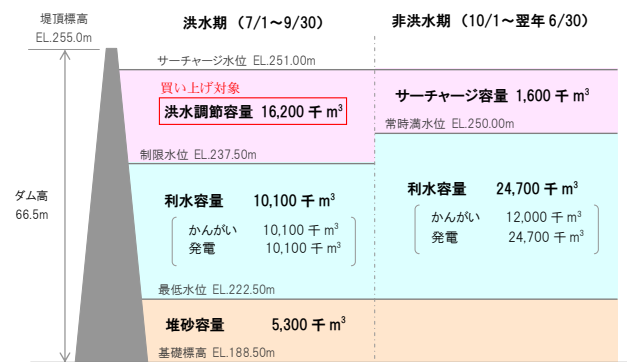 堤頂標高
EL.255.0m
洪水期（7/1～9/30）
非洪水期（10/1～翌年 6/30）
サーチャージ水位 EL.251.00m
買い上げ対象
洪水調節容量 16,200 千 m³
サーチャージ容量 1,600 千 m³
常時満水位 EL.250.00m
制限水位 EL.237.50m
ダム高
66.5m
利水容量 10,100 千 m³
かんがい 10,100 千 m³
発電 10,100 千 m³
利水容量 24,700 千 m³
かんがい 12,000 千 m³
発電 24,700 千 m³
最低水位 EL.222.50m
堆砂容量 5,300 千 m³
基礎標高 EL.188.50m